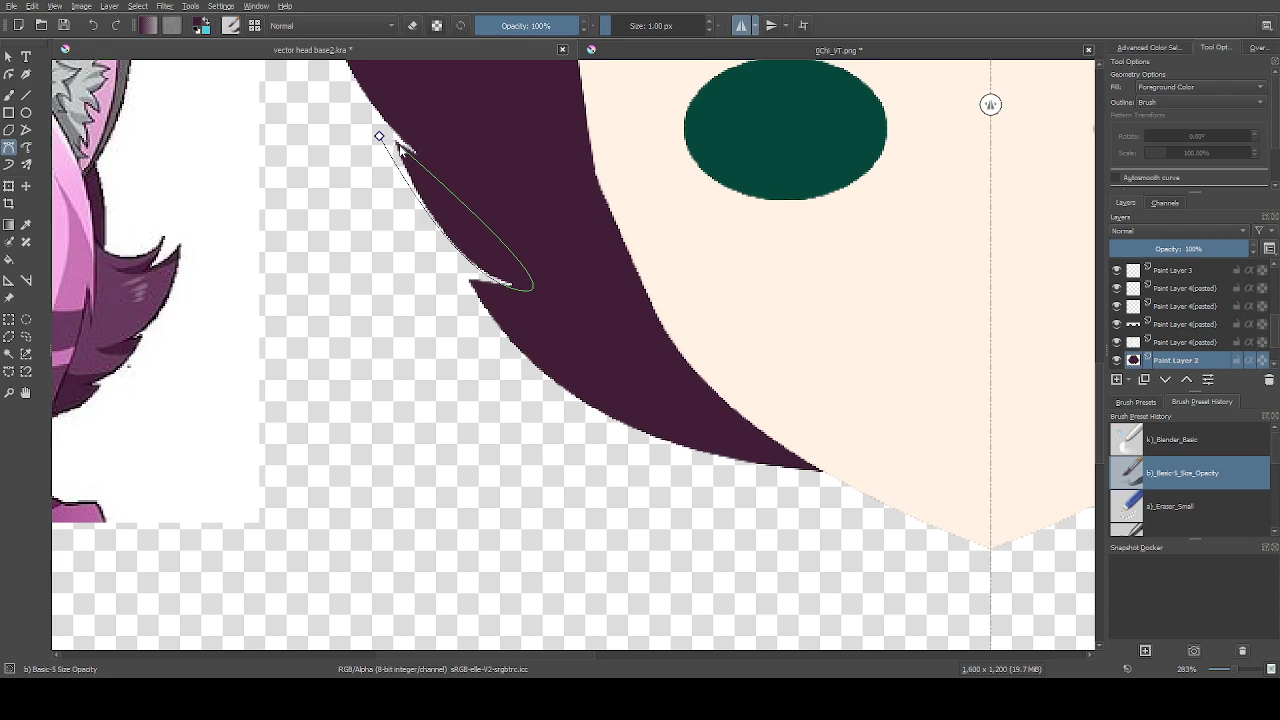 File Edit View Image Layer Select Filter Tools Settings Window Help
Normal
Opacity: 100%
Size: 1.00 px
vector head base2.kra *
0Chi_VT.png *
Advanced Color Sel...
Tool Opt...
Over...
Tool Options
Geometry Options
Fill: Foreground Color
Outline: Brush
Pattern Transform
Rotate: 0.00°
Scale: 100.00%
Autosmooth curve
Layers
Channels
Layers
Normal
Opacity: 100%
Paint Layer 3
Paint Layer 4(pasted)
Paint Layer 4(pasted)
Paint Layer 4(pasted)
Paint Layer 4(pasted)
Paint Layer 2
Brush Presets
Brush Preset History
Brush Preset History
k)_Blender_Basic
b)_Basic-5_Size_Opacity
a)_Eraser_Small
Snapshot Docker
b) Basic-5 Size Opacity
RGB/Alpha (8-bit integer/channel) sRGB-elle-V2-srgbtrc.icc
1,600 x 1,200 (19.7 MiB)
283%